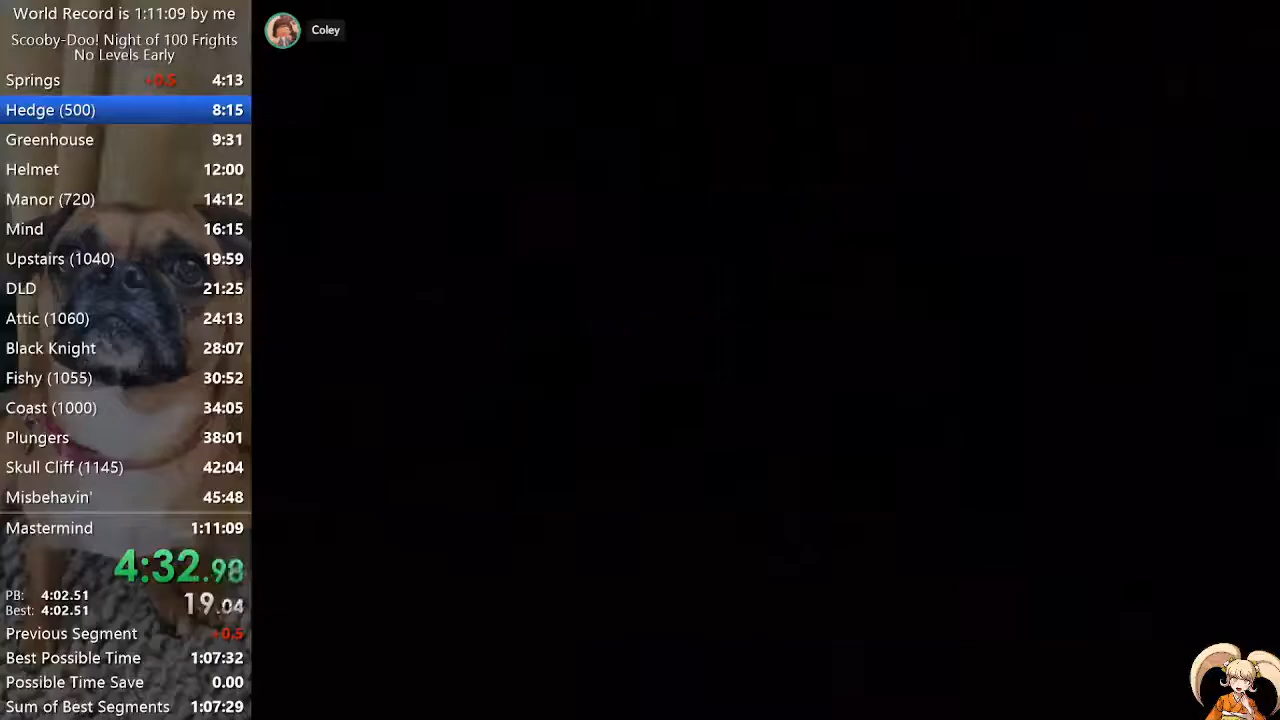 World Record is 1:11:09 by me
Scooby-Doo! Night of 100 Frights
No Levels Early
Springs +0.5 4:13
Hedge (500) 8:15
Greenhouse 9:31
Helmet 12:00
Manor (720) 14:12
Mind 16:15
Upstairs (1040) 19:59
DLD 21:25
Attic (1060) 24:13
Black Knight 28:07
Fishy (1055) 30:52
Coast (1000) 34:05
Plungers 38:01
Skull Cliff (1145) 42:04
Misbehavin' 45:48
Mastermind 1:11:09
4:32.98
PB: 4:02.51
Best: 4:02.51
19.04
Previous Segment +0.5
Best Possible Time 1:07:32
Possible Time Save 0.00
Sum of Best Segments 1:07:29
Coley